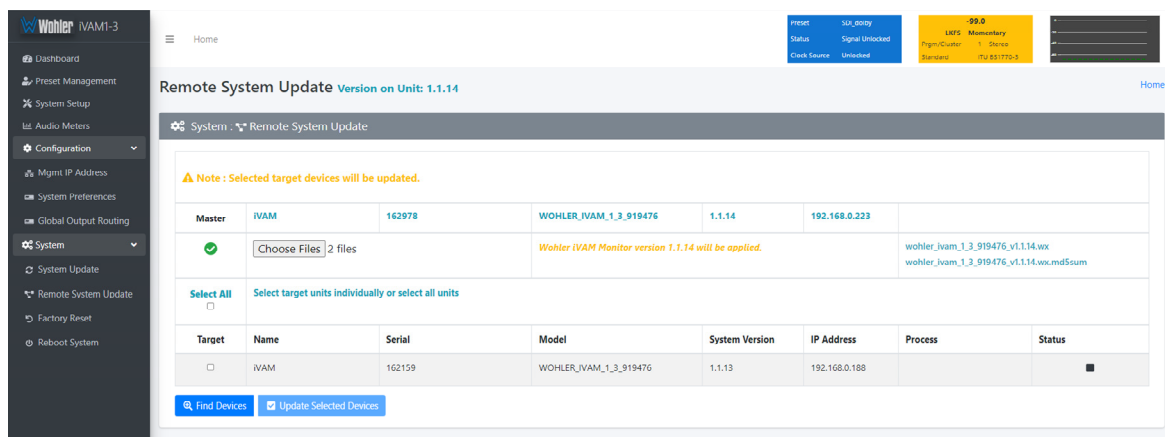 Wohler iVAM1-3
Dashboard
Preset Management
System Setup
Audio Meters
Configuration
Mgmt IP Address
System Preferences
Global Output Routing
System
System Update
Remote System Update
Factory Reset
Reboot System
Home
Preset SDI_dolby
Status Signal Unlocked
Clock Source Unlocked
-99.0
LKFS Momentary
Prgm/Cluster 1 Stereo
Standard ITU BS1770-3
Remote System Update Version on Unit: 1.1.14
Home
System : Remote System Update
Note : Selected target devices will be updated.
Master iVAM 162978 WOHLER_IVAM_1_3_919476 1.1.14 192.168.0.223
Choose Files 2 files Wohler iVAM Monitor version 1.1.14 will be applied. wohler_ivam_1_3_919476_v1.1.14.wx
wohler_ivam_1_3_919476_v1.1.14.wx.md5sum
Select All Select target units individually or select all units
Target Name Serial Model System Version IP Address Process Status
iVAM 162159 WOHLER_IVAM_1_3_919476 1.1.13 192.168.0.188
Find Devices Update Selected Devices